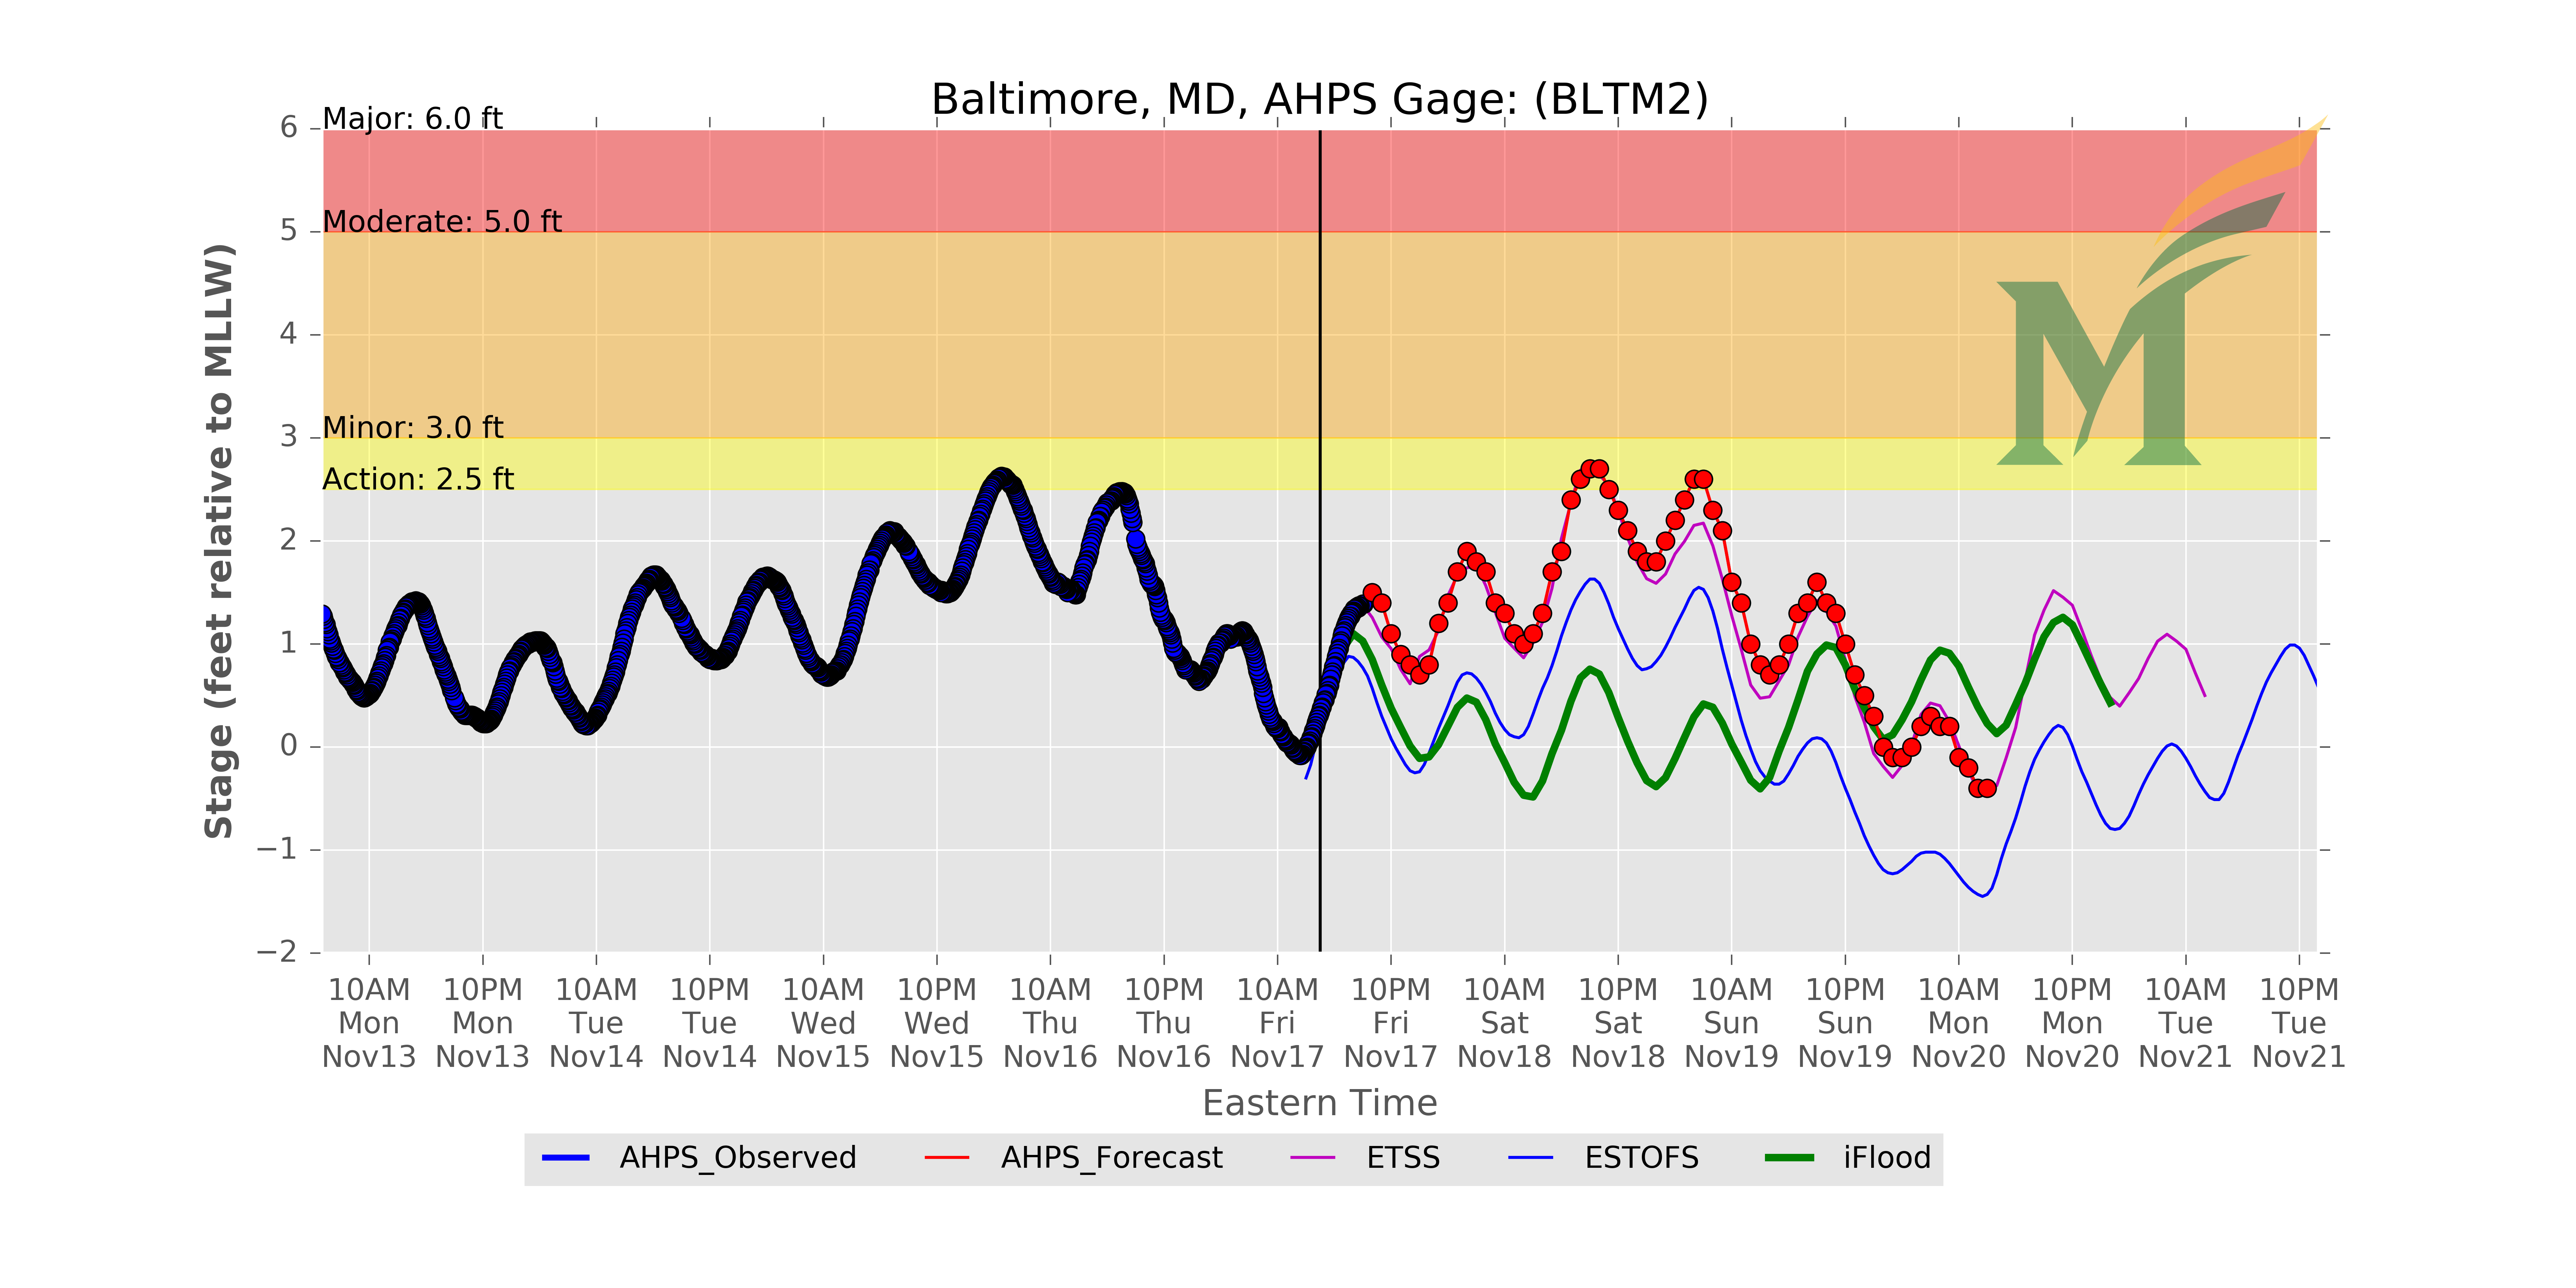 Baltimore, MD, AHPS Gage: (BLTM2)
Major: 6.0 ft
Moderate: 5.0 ft
Minor: 3.0 ft
Action: 2.5 ft
Stage (feet relative to MLLW)
6
5
4
3
2
1
0
−1
−2
10AM 10PM 10AM 10PM 10AM 10PM 10AM 10PM 10AM 10PM 10AM 10PM 10AM 10PM 10AM 10PM 10AM 10PM
Mon Mon Tue Tue Wed Wed Thu Thu Fri Fri Sat Sat Sun Sun Mon Mon Tue Tue
Nov13 Nov13 Nov14 Nov14 Nov15 Nov15 Nov16 Nov16 Nov17 Nov17 Nov18 Nov18 Nov19 Nov19 Nov20 Nov20 Nov21 Nov21
Eastern Time
AHPS_Observed AHPS_Forecast ETSS ESTOFS iFlood
M